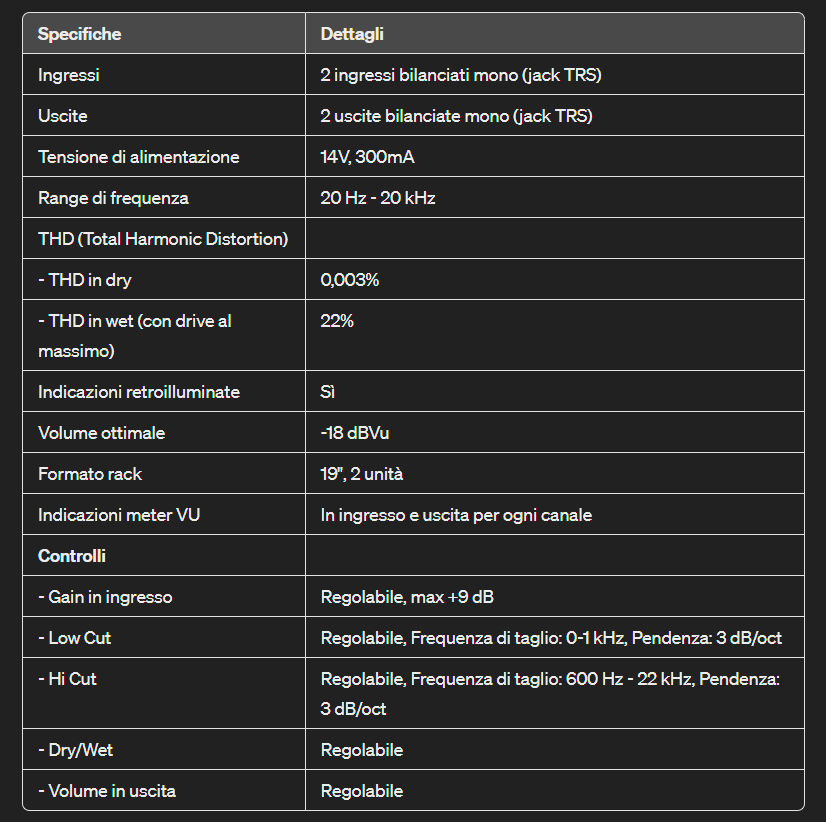 Specifiche Dettagli
Ingressi 2 ingressi bilanciati mono (jack TRS)
Uscite 2 uscite bilanciate mono (jack TRS)
Tensione di alimentazione 14V, 300mA
Range di frequenza 20 Hz - 20 kHz
THD (Total Harmonic Distortion)
- THD in dry 0,003%
- THD in wet (con drive al 22%
massimo)
Indicazioni retroilluminate Sì
Volume ottimale -18 dBVu
Formato rack 19", 2 unità
Indicazioni meter VU In ingresso e uscita per ogni canale
Controlli
- Gain in ingresso Regolabile, max +9 dB
- Low Cut Regolabile, Frequenza di taglio: 0-1 kHz, Pendenza: 3 dB/oct
- Hi Cut Regolabile, Frequenza di taglio: 600 Hz - 22 kHz, Pendenza:
3 dB/oct
- Dry/Wet Regolabile
- Volume in uscita Regolabile